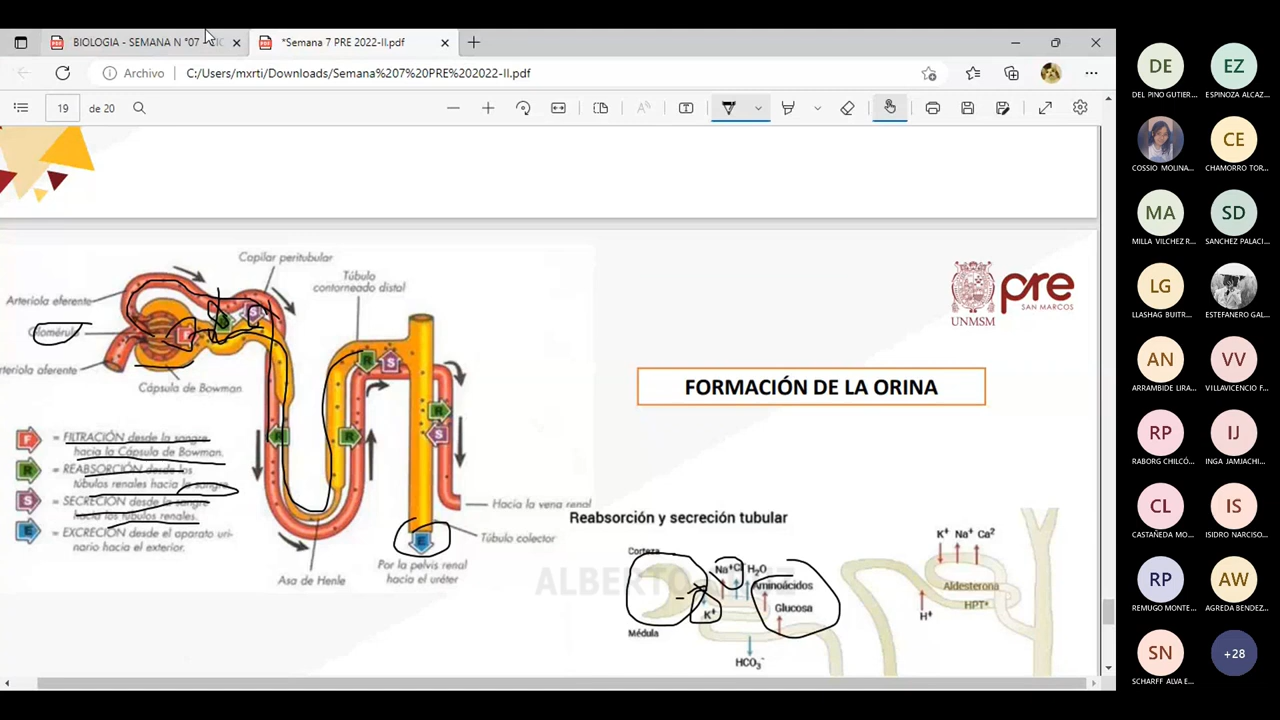 BIOLOGIA - SEMANA N °07
*Semana 7 PRE 2022-II.pdf
Archivo
C:/Users/mxrti/Downloads/Semana%207%20PRE%202022-II.pdf
19
de 20
Copilar peritubular
Túbulo
contorneado distal
Arteriola eferente
Glomérulo
rteriola aferente
Cápsula de Bowman
F
R
S
R
S
R
R
R
S
E
F = FILTRACIÓN desde la sangre
hacia la Cápsula de Bowman.
R = REABSORCIÓN desde los
túbulos renales hacia la sangre
S = SECRECIÓN desde la sangre
hacia los túbulos renales.
E = EXCRECIÓN desde el aparato uri-
nario hacia el exterior.
Hacia la vena renal
Túbulo colector
Por la pelvis renal
hacia el uréter
Asa de Henle
UNMSM
pre
SAN MARCOS
FORMACIÓN DE LA ORINA
Reabsorción y secreción tubular
Corteza
Médula
Na⁺Cl⁻ H₂O
Aminoácidos
Glucosa
K⁺
HCO₃⁻
K⁺ Na⁺ Ca²
Aldesterona
HPT⁺
H⁺
DE
DEL PINO GUTIER...
EZ
ESPINOZA ALCAZ...
COSSIO MOLINA...
CE
CHAMORRO TOR...
MA
MILLA VILCHEZ R...
SD
SANCHEZ PALACI...
LG
LLASHAG BUITR...
ESTEFANERO GAL...
AN
ARRAMBIDE LIRA...
VV
VILLAVICENCIO F...
RP
RABORG CHILCÓ...
IJ
INGA JAMJACHI...
CL
CASTAÑEDA MO...
IS
ISIDRO NARCISO...
RP
REMUGO MONTE...
AW
AGREDA BENDEZ...
SN
SCHARFF ALVA E...
+28